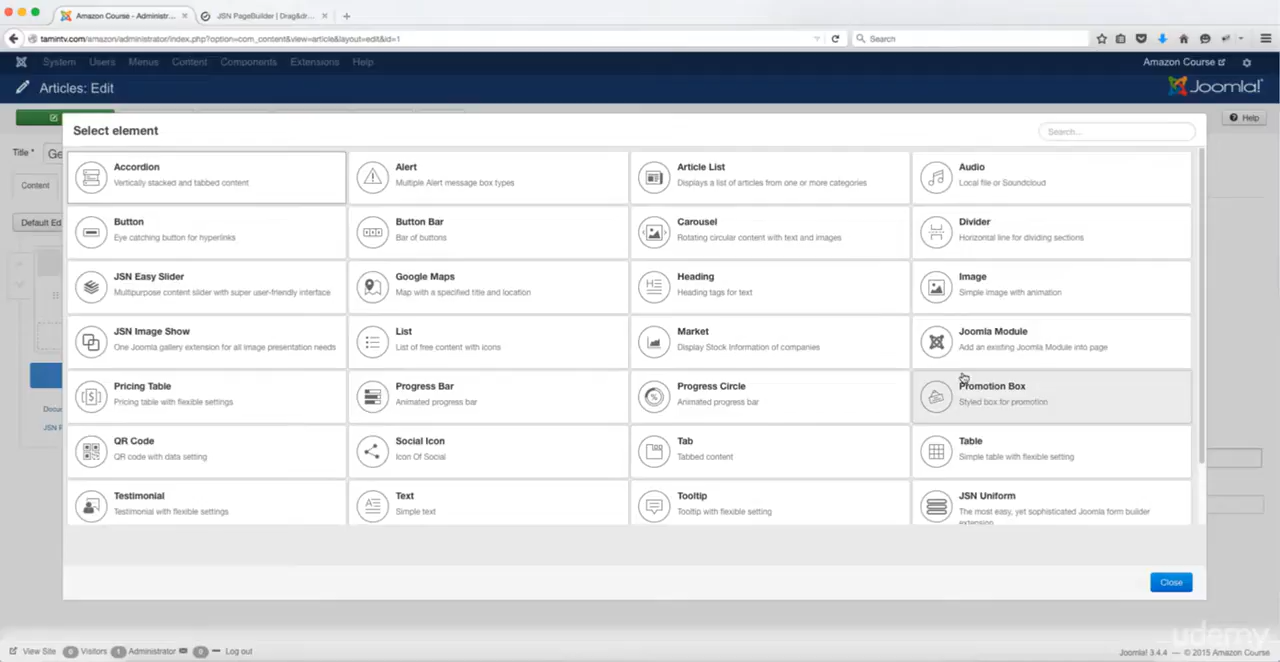 Amazon Course - Administr...
JSN PageBuilder | Drag&dr...
tamintv.com/amazon/administrator/index.php?option=com_content&view=article&layout=edit&id=1
Search
System Users Menus Content Components Extensions Help
Amazon Course
Articles: Edit
Joomla!
Help
Select element
Search...
Title *
Ge
Content
Default Ed
Accordion
Vertically stacked and tabbed content
Alert
Multiple Alert message box types
Article List
Displays a list of articles from one or more categories
Audio
Local file or Soundcloud
Button
Eye catching button for hyperlinks
Button Bar
Bar of buttons
Carousel
Rotating circular content with text and images
Divider
Horizontal line for dividing sections
JSN Easy Slider
Multipurpose content slider with super user-friendly interface
Google Maps
Map with a specified title and location
Heading
Heading tags for text
Image
Simple image with animation
JSN Image Show
One Joomla gallery extension for all image presentation needs
List
List of free content with icons
Market
Display Stock Information of companies
Joomla Module
Add an existing Joomla Module into page
Pricing Table
Pricing table with flexible settings
Progress Bar
Animated progress bar
Progress Circle
Animated progress bar
Promotion Box
Styled box for promotion
Docu
JSN F
QR Code
QR code with data setting
Social Icon
Icon Of Social
Tab
Tabbed content
Table
Simple table with flexible setting
Testimonial
Testimonial with flexible settings
Text
Simple text
Tooltip
Tooltip with flexible setting
JSN Uniform
The most easy, yet sophisticated Joomla form builder
extension
Close
udemy
View Site 0 Visitors 1 Administrator 0 Log out
Joomla! 3.4.4 — © 2015 Amazon Course